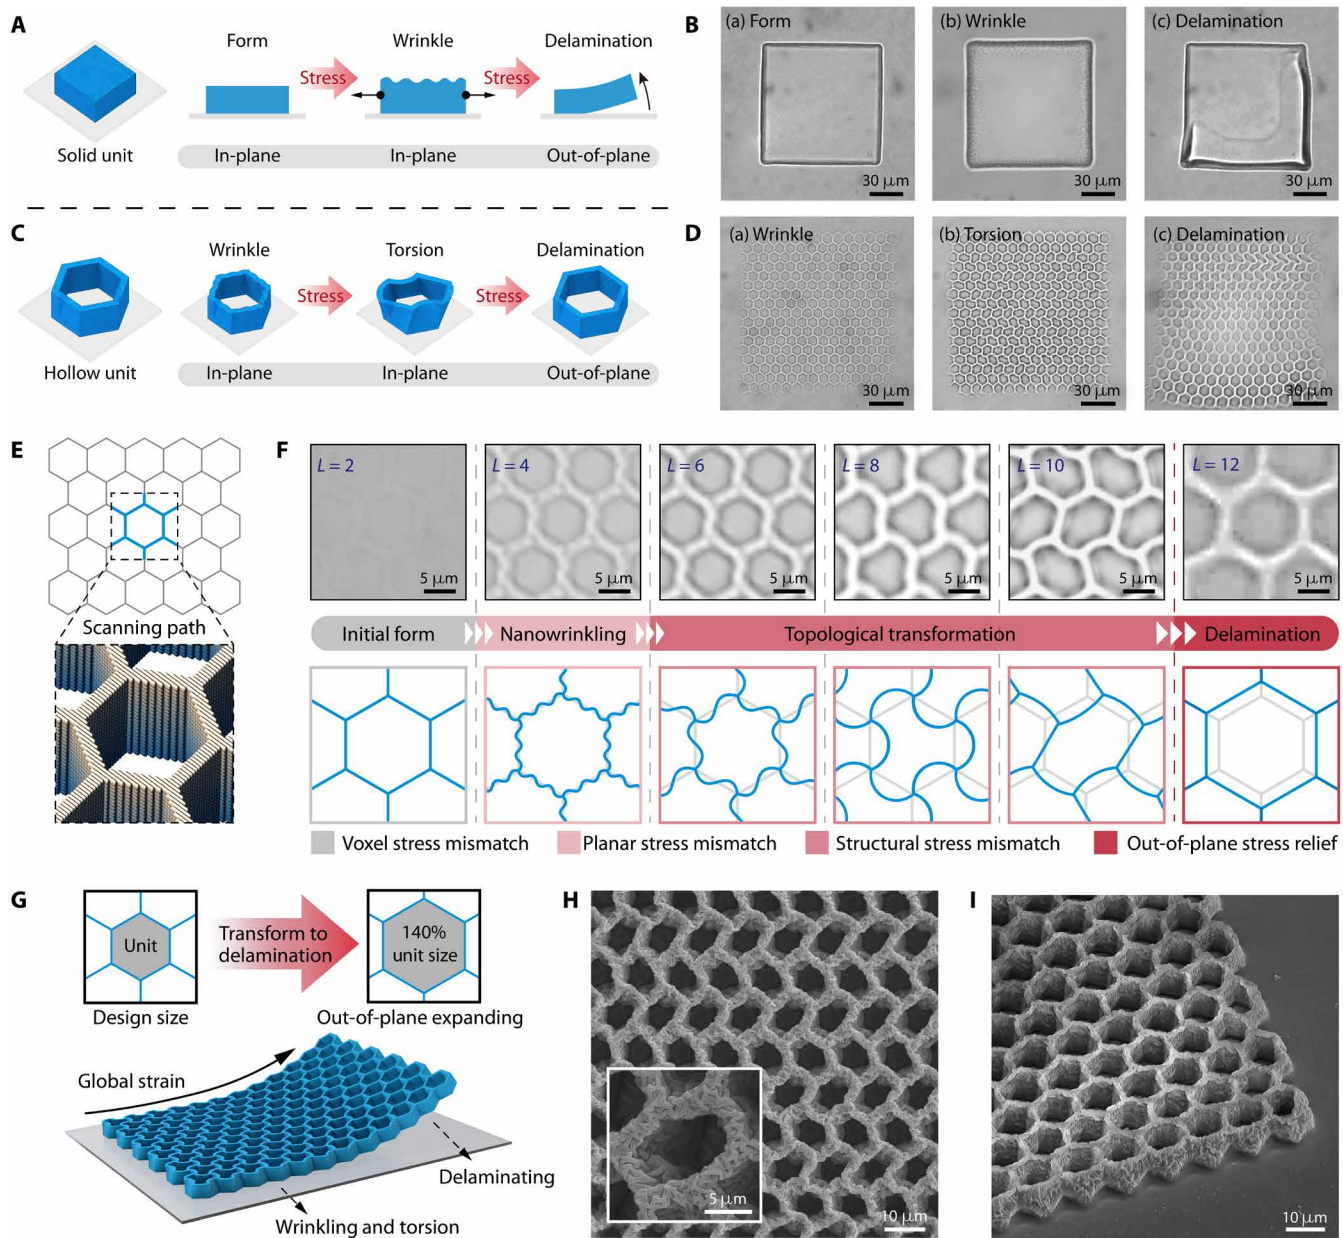 A
Form
Wrinkle
Delamination
Stress
Stress
Solid unit
In-plane
In-plane
Out-of-plane
B
(a) Form
(b) Wrinkle
(c) Delamination
30 μm
30 μm
30 μm
C
Wrinkle
Torsion
Delamination
Stress
Stress
Hollow unit
In-plane
In-plane
Out-of-plane
D
(a) Wrinkle
(b) Torsion
(c) Delamination
30 μm
30 μm
30 μm
E
Scanning path
F
L = 2
L = 4
L = 6
L = 8
L = 10
L = 12
5 μm
5 μm
5 μm
5 μm
5 μm
5 μm
Initial form
Nanowrinkling
Topological transformation
Delamination
Voxel stress mismatch
Planar stress mismatch
Structural stress mismatch
Out-of-plane stress relief
G
Unit
Transform to
delamination
140%
unit size
Design size
Out-of-plane expanding
Global strain
Delaminating
Wrinkling and torsion
H
5 μm
10 μm
I
10 μm